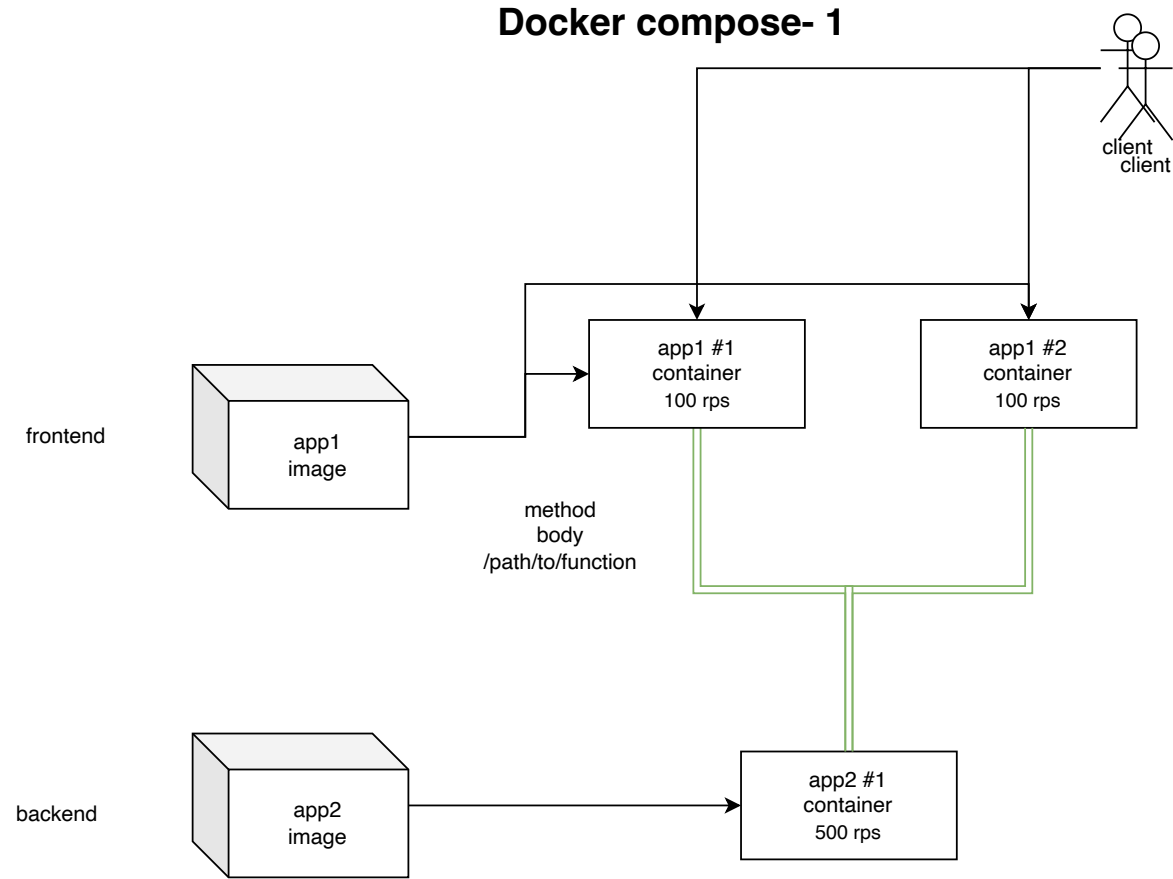 Docker compose- 1
client
client
app1 #1
container
100 rps
app1 #2
container
100 rps
frontend
app1
image
method
body
/path/to/function
backend
app2
image
app2 #1
container
500 rps